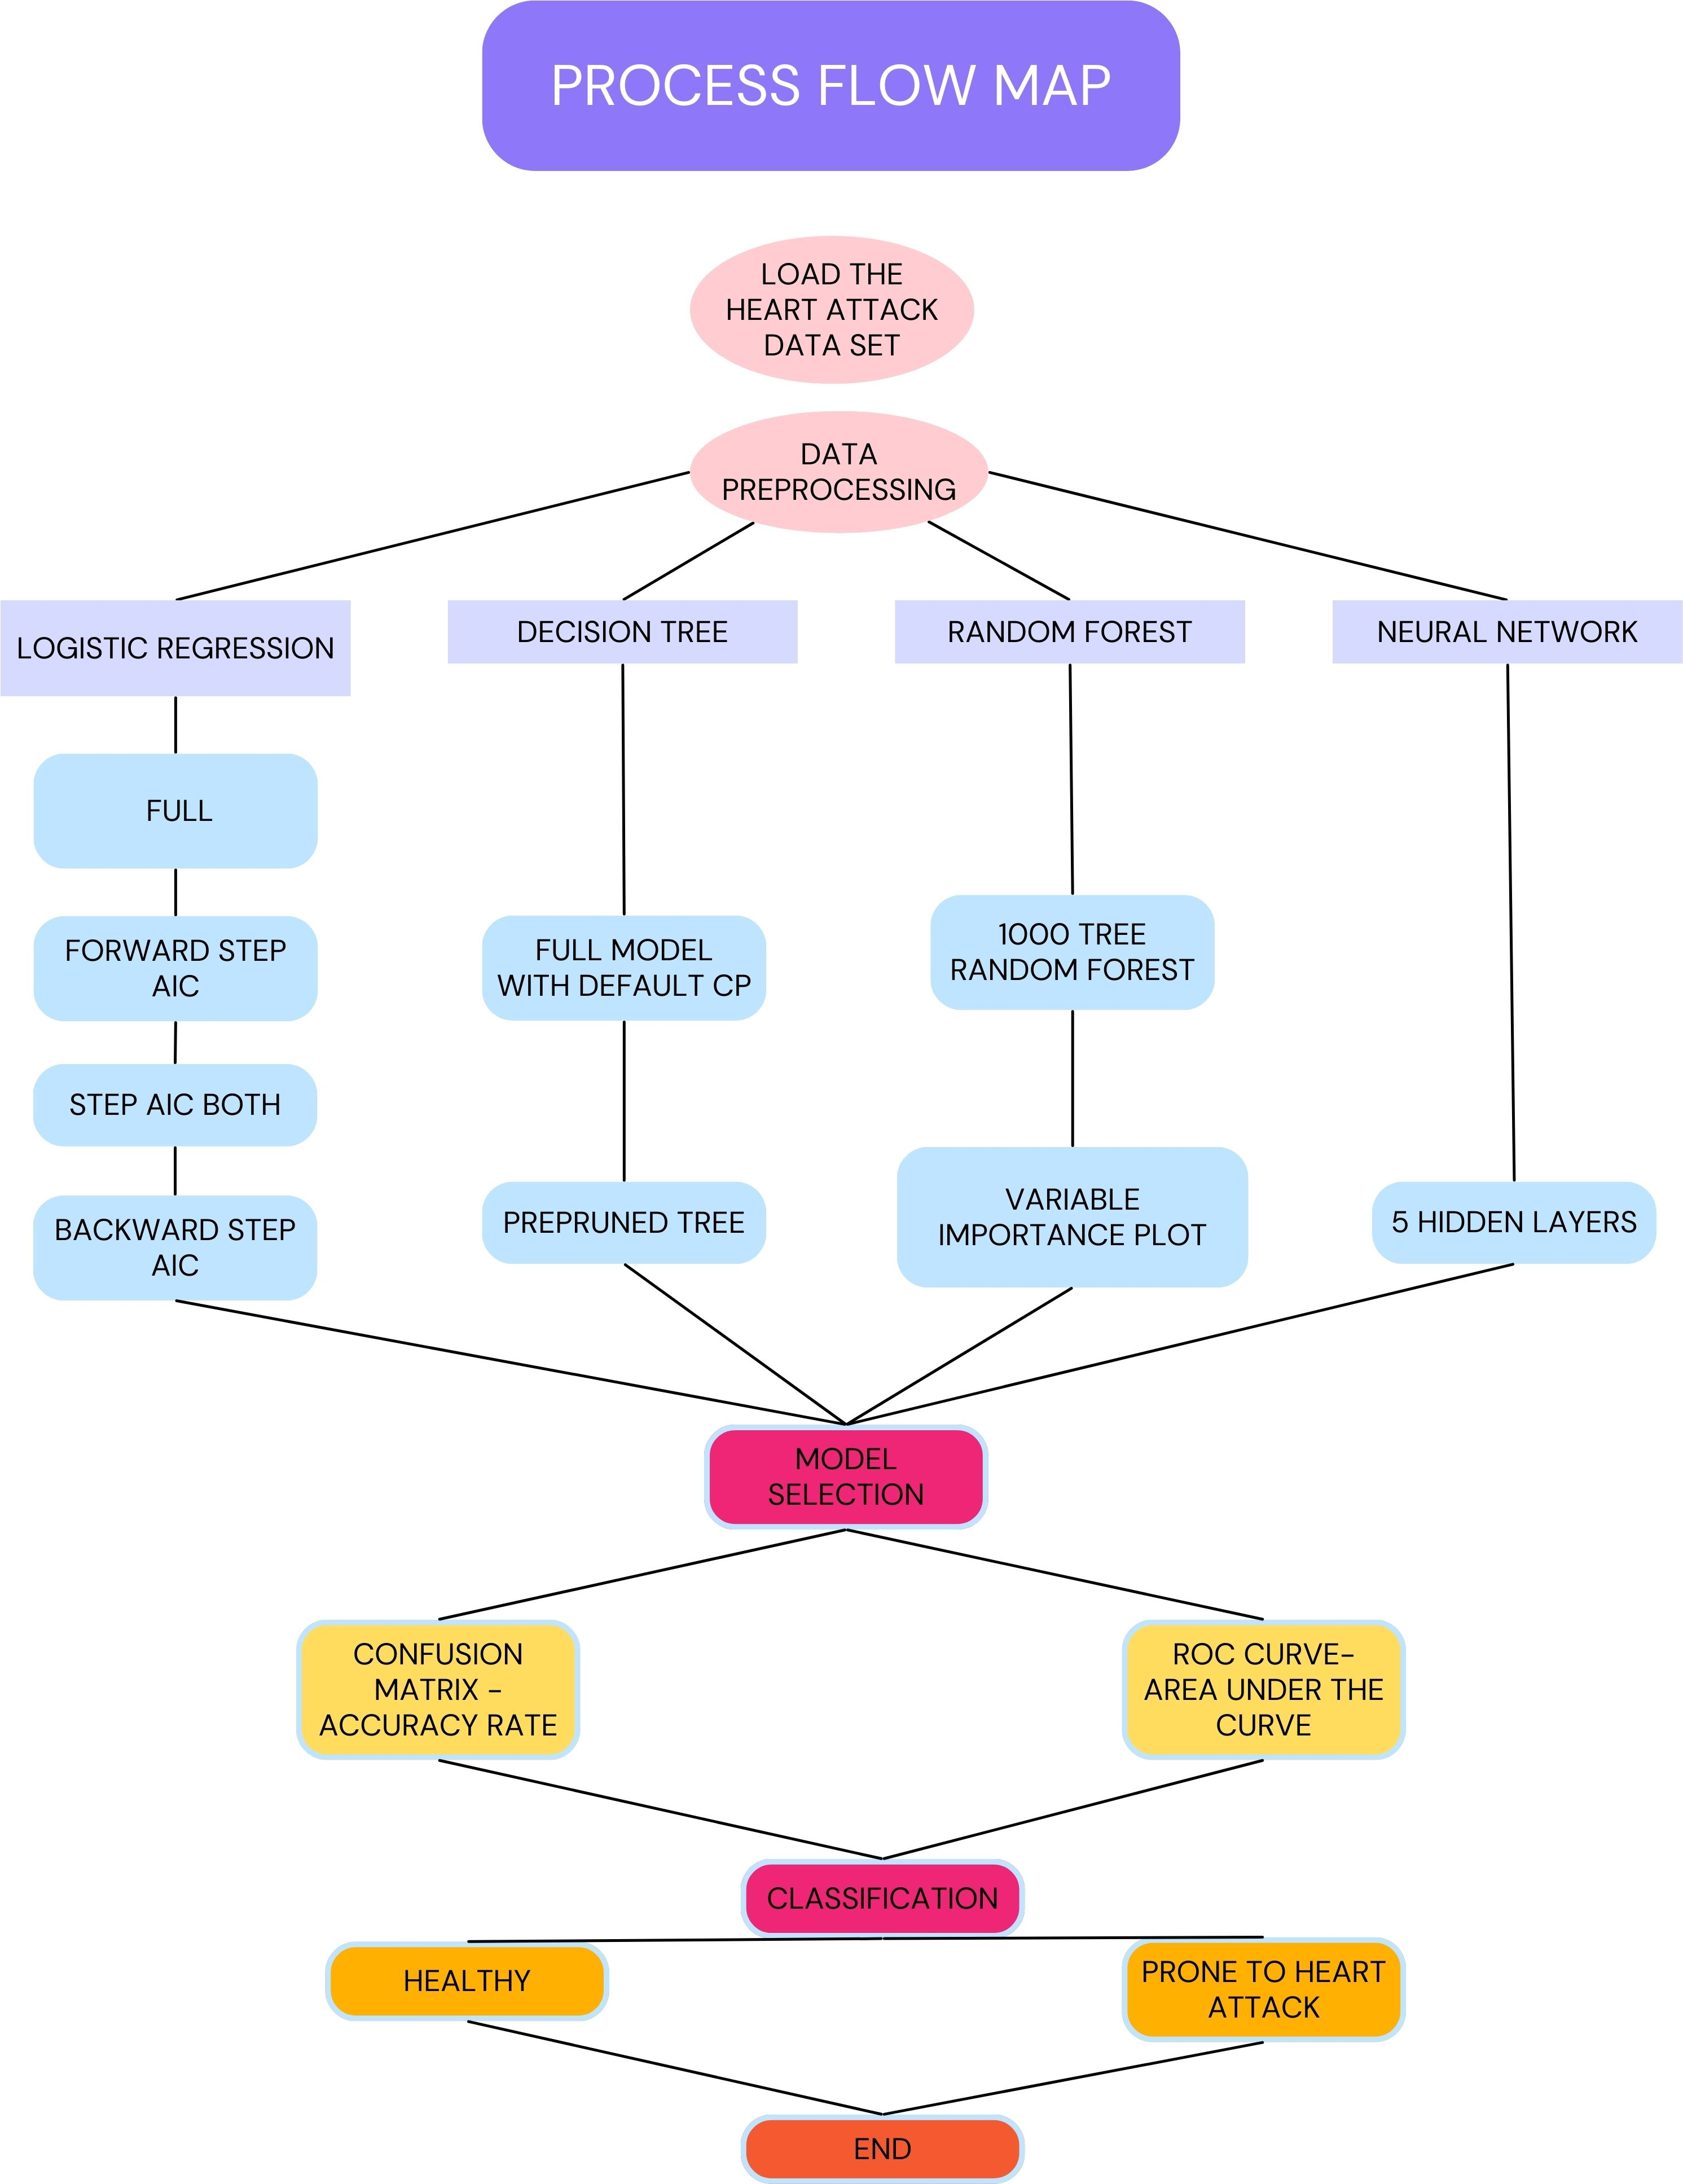 PROCESS FLOW MAP
LOAD THE
HEART ATTACK
DATA SET
DATA
PREPROCESSING
LOGISTIC REGRESSION
DECISION TREE
RANDOM FOREST
NEURAL NETWORK
FULL
FORWARD STEP
AIC
STEP AIC BOTH
BACKWARD STEP
AIC
FULL MODEL
WITH DEFAULT CP
PREPRUNED TREE
1000 TREE
RANDOM FOREST
VARIABLE
IMPORTANCE PLOT
5 HIDDEN LAYERS
MODEL
SELECTION
CONFUSION
MATRIX -
ACCURACY RATE
ROC CURVE-
AREA UNDER THE
CURVE
CLASSIFICATION
HEALTHY
PRONE TO HEART
ATTACK
END